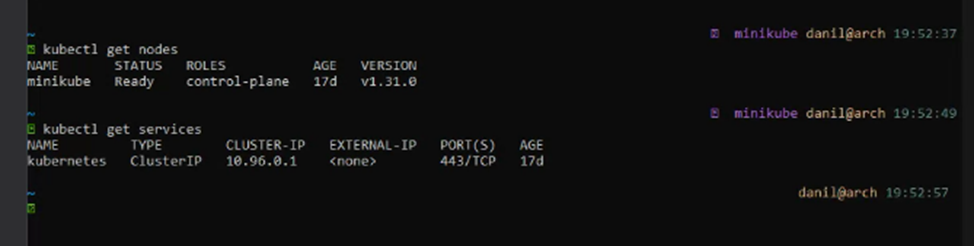 ~ minikube danil@arch 19:52:37
kubectl get nodes
NAME STATUS ROLES AGE VERSION
minikube Ready control-plane 17d v1.31.0
~ minikube danil@arch 19:52:49
kubectl get services
NAME TYPE CLUSTER-IP EXTERNAL-IP PORT(S) AGE
kubernetes ClusterIP 10.96.0.1 <none> 443/TCP 17d
~ danil@arch 19:52:57